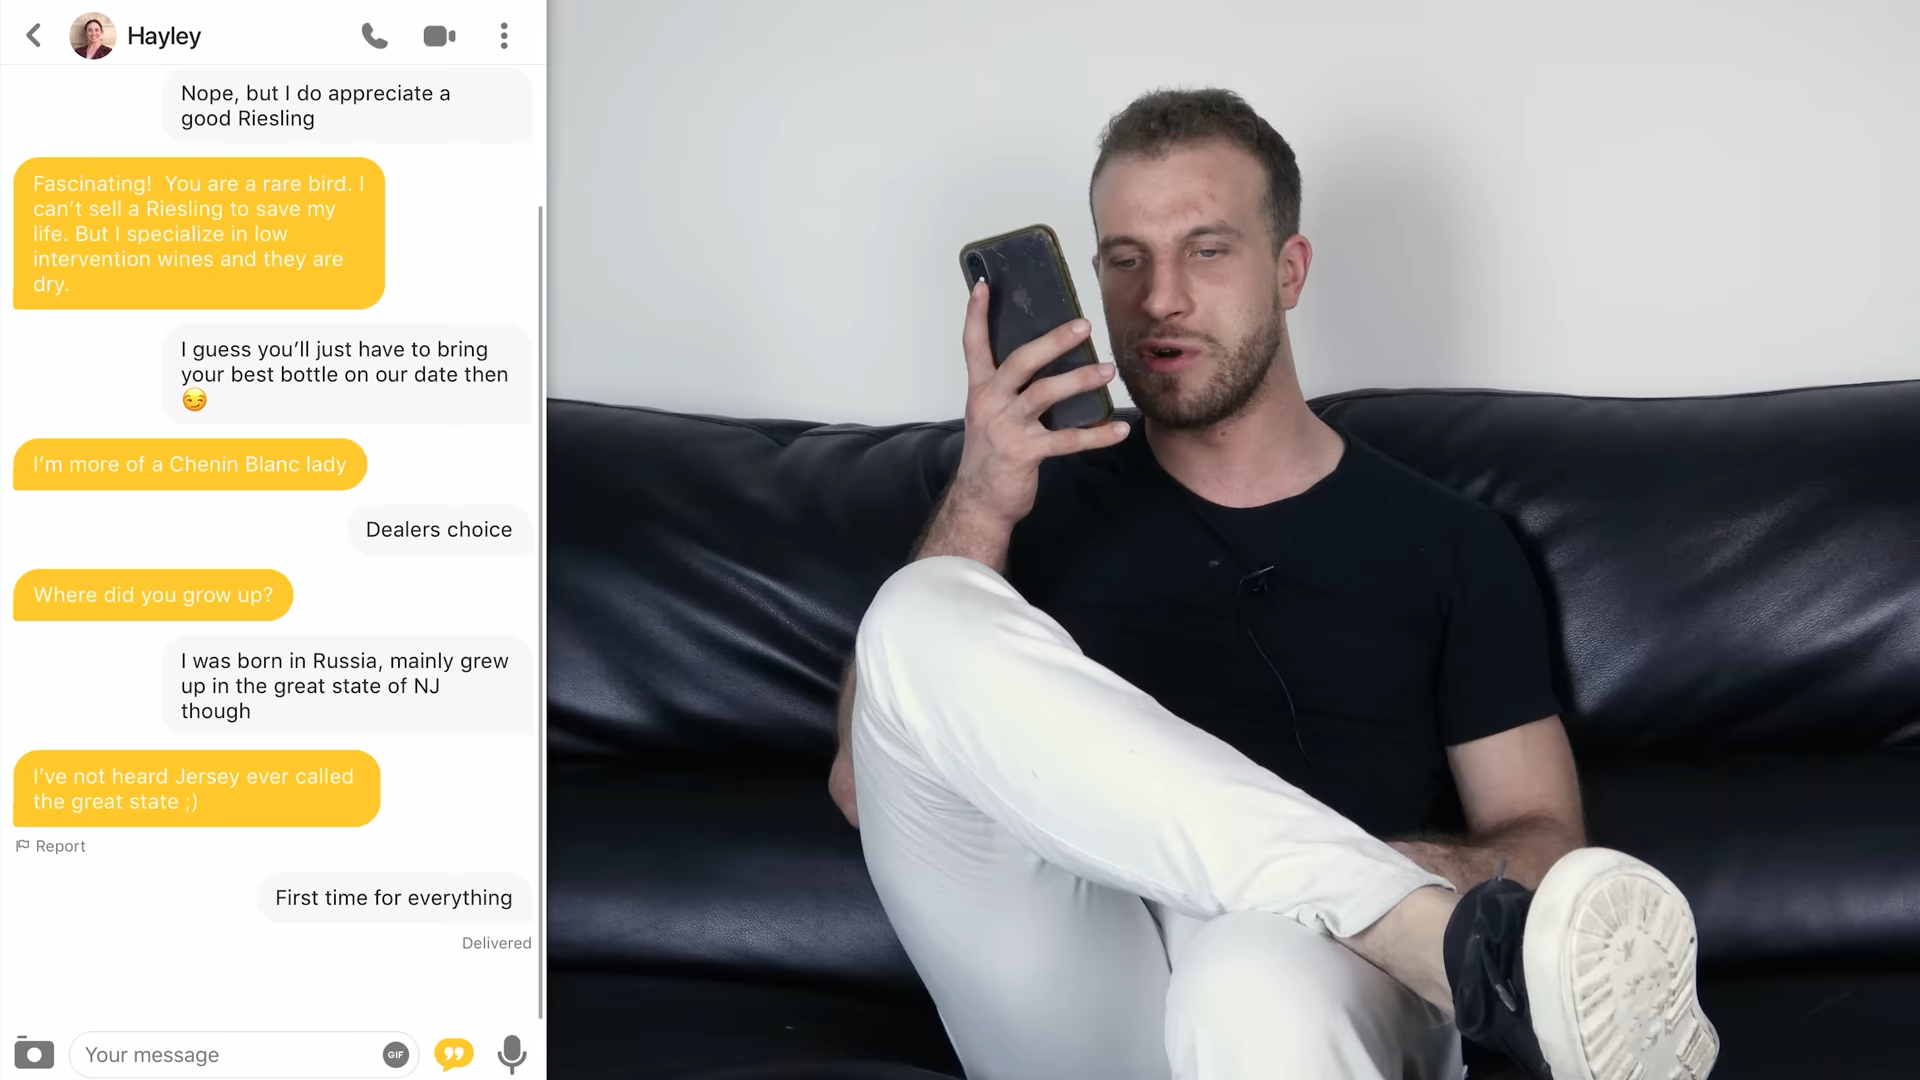 Hayley
Nope, but I do appreciate a
good Riesling
Fascinating!  You are a rare bird. I
can’t sell a Riesling to save my
life. But I specialize in low
intervention wines and they are
dry.
I guess you’ll just have to bring
your best bottle on our date then
😏
I’m more of a Chenin Blanc lady
Dealers choice
Where did you grow up?
I was born in Russia, mainly grew
up in the great state of NJ
though
I’ve not heard Jersey ever called
the great state ;)
Report
First time for everything
Delivered
Your message
GIF